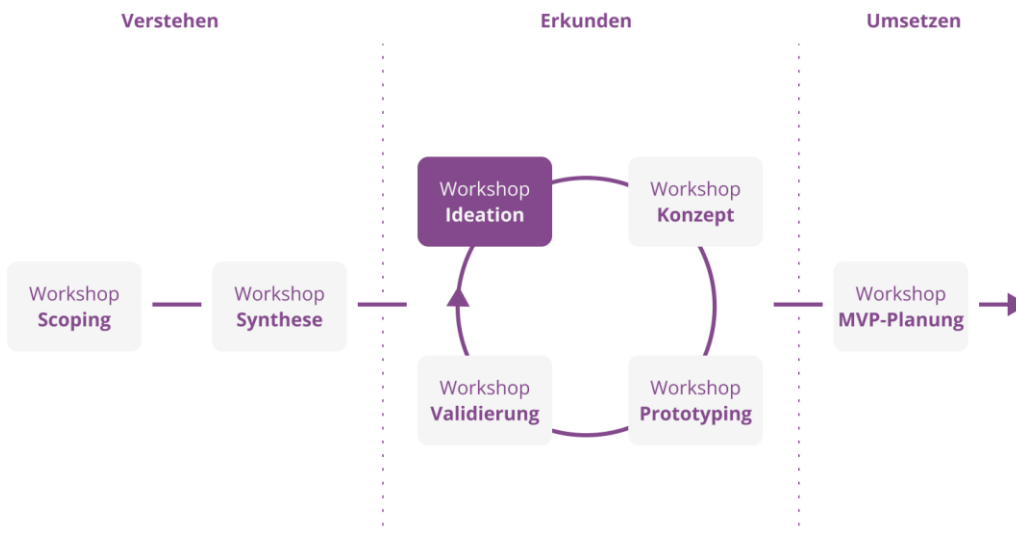 Verstehen
Erkunden
Umsetzen
Workshop
Ideation
Workshop
Konzept
Workshop
Scoping
Workshop
Synthese
Workshop
MVP-Planung
Workshop
Validierung
Workshop
Prototyping